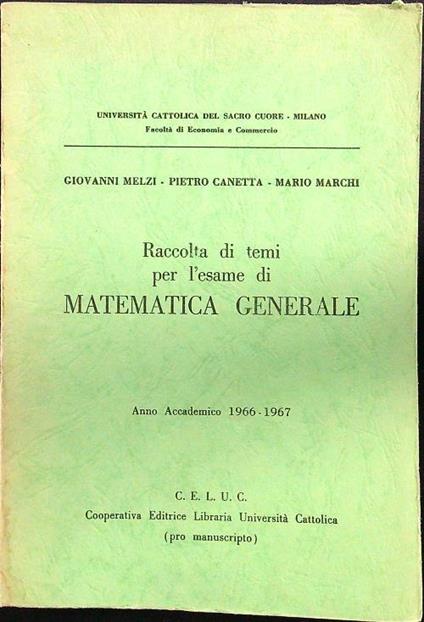 UNIVERSITÀ CATTOLICA DEL SACRO CUORE - MILANO
Facoltà di Economia e Commercio
GIOVANNI MELZI - PIETRO CANETTA - MARIO MARCHI
Raccolta di temi
per l'esame di
MATEMATICA GENERALE
Anno Accademico 1966-1967
C. E. L. U. C.
Cooperativa Editrice Libraria Università Cattolica
(pro manuscripto)